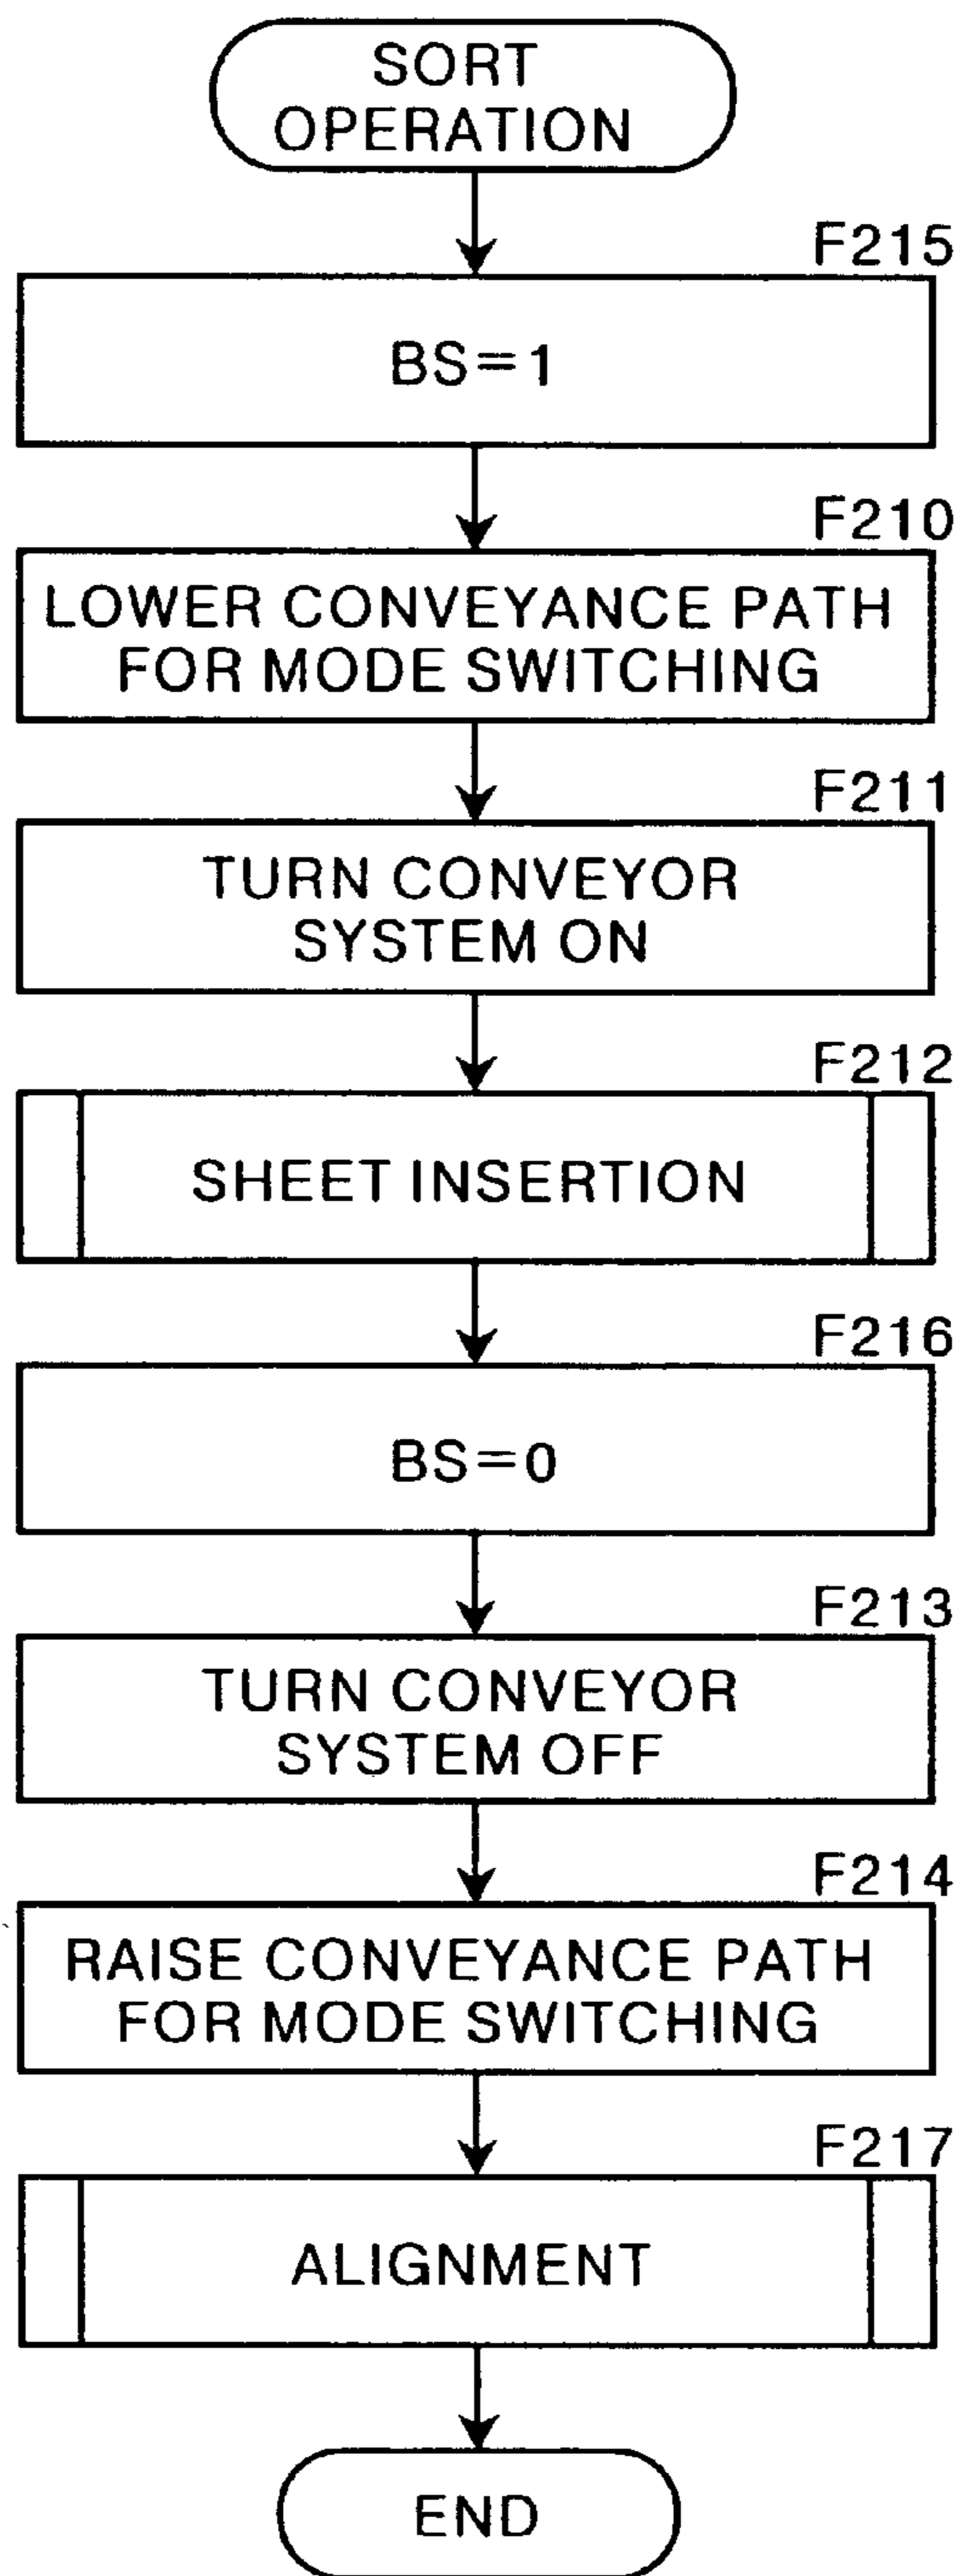 SORT
OPERATION
F215
BS=1
F210
LOWER CONVEYANCE PATH
FOR MODE SWITCHING
F211
TURN CONVEYOR
SYSTEM ON
F212
SHEET INSERTION
F216
BS=0
F213
TURN CONVEYOR
SYSTEM OFF
F214
RAISE CONVEYANCE PATH
FOR MODE SWITCHING
F217
ALIGNMENT
END